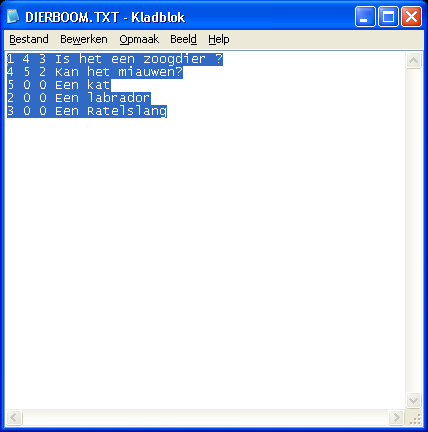 DIERBOOM.TXT - Kladblok
Bestand Bewerken Opmaak Beeld Help
1 4 3 Is het een zoogdier ?
4 5 2 Kan het miauwen?
5 0 0 Een kat
2 0 0 Een labrador
3 0 0 Een Ratelslang